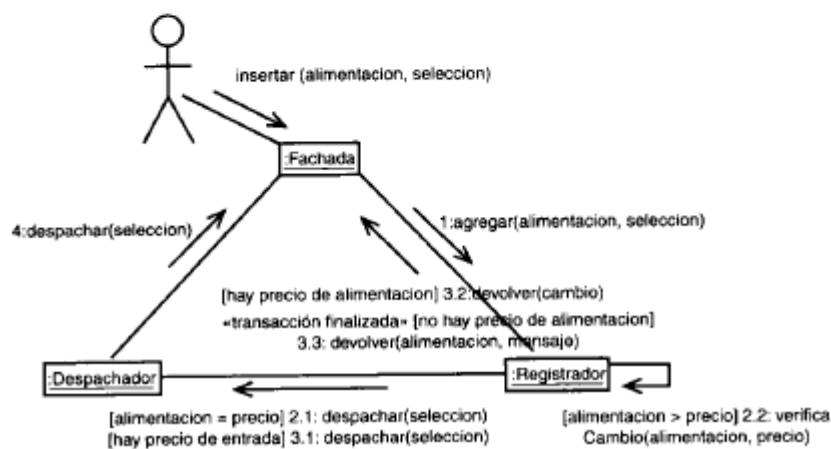 insertar (alimentacion, seleccion)
:Fachada
4:despachar(seleccion)
1:agregar(alimentacion, seleccion)
[hay precio de alimentacion] 3.2:devolver(cambio)
«transacción finalizada» [no hay precio de alimentacion]
3.3: devolver(alimentacion, mensaje)
:Despachador
:Registrador
[alimentacion = precio] 2.1: despachar(seleccion)
[hay precio de entrada] 3.1: despachar(seleccion)
[alimentacion > precio] 2.2: verifica
Cambio(alimentacion, precio)